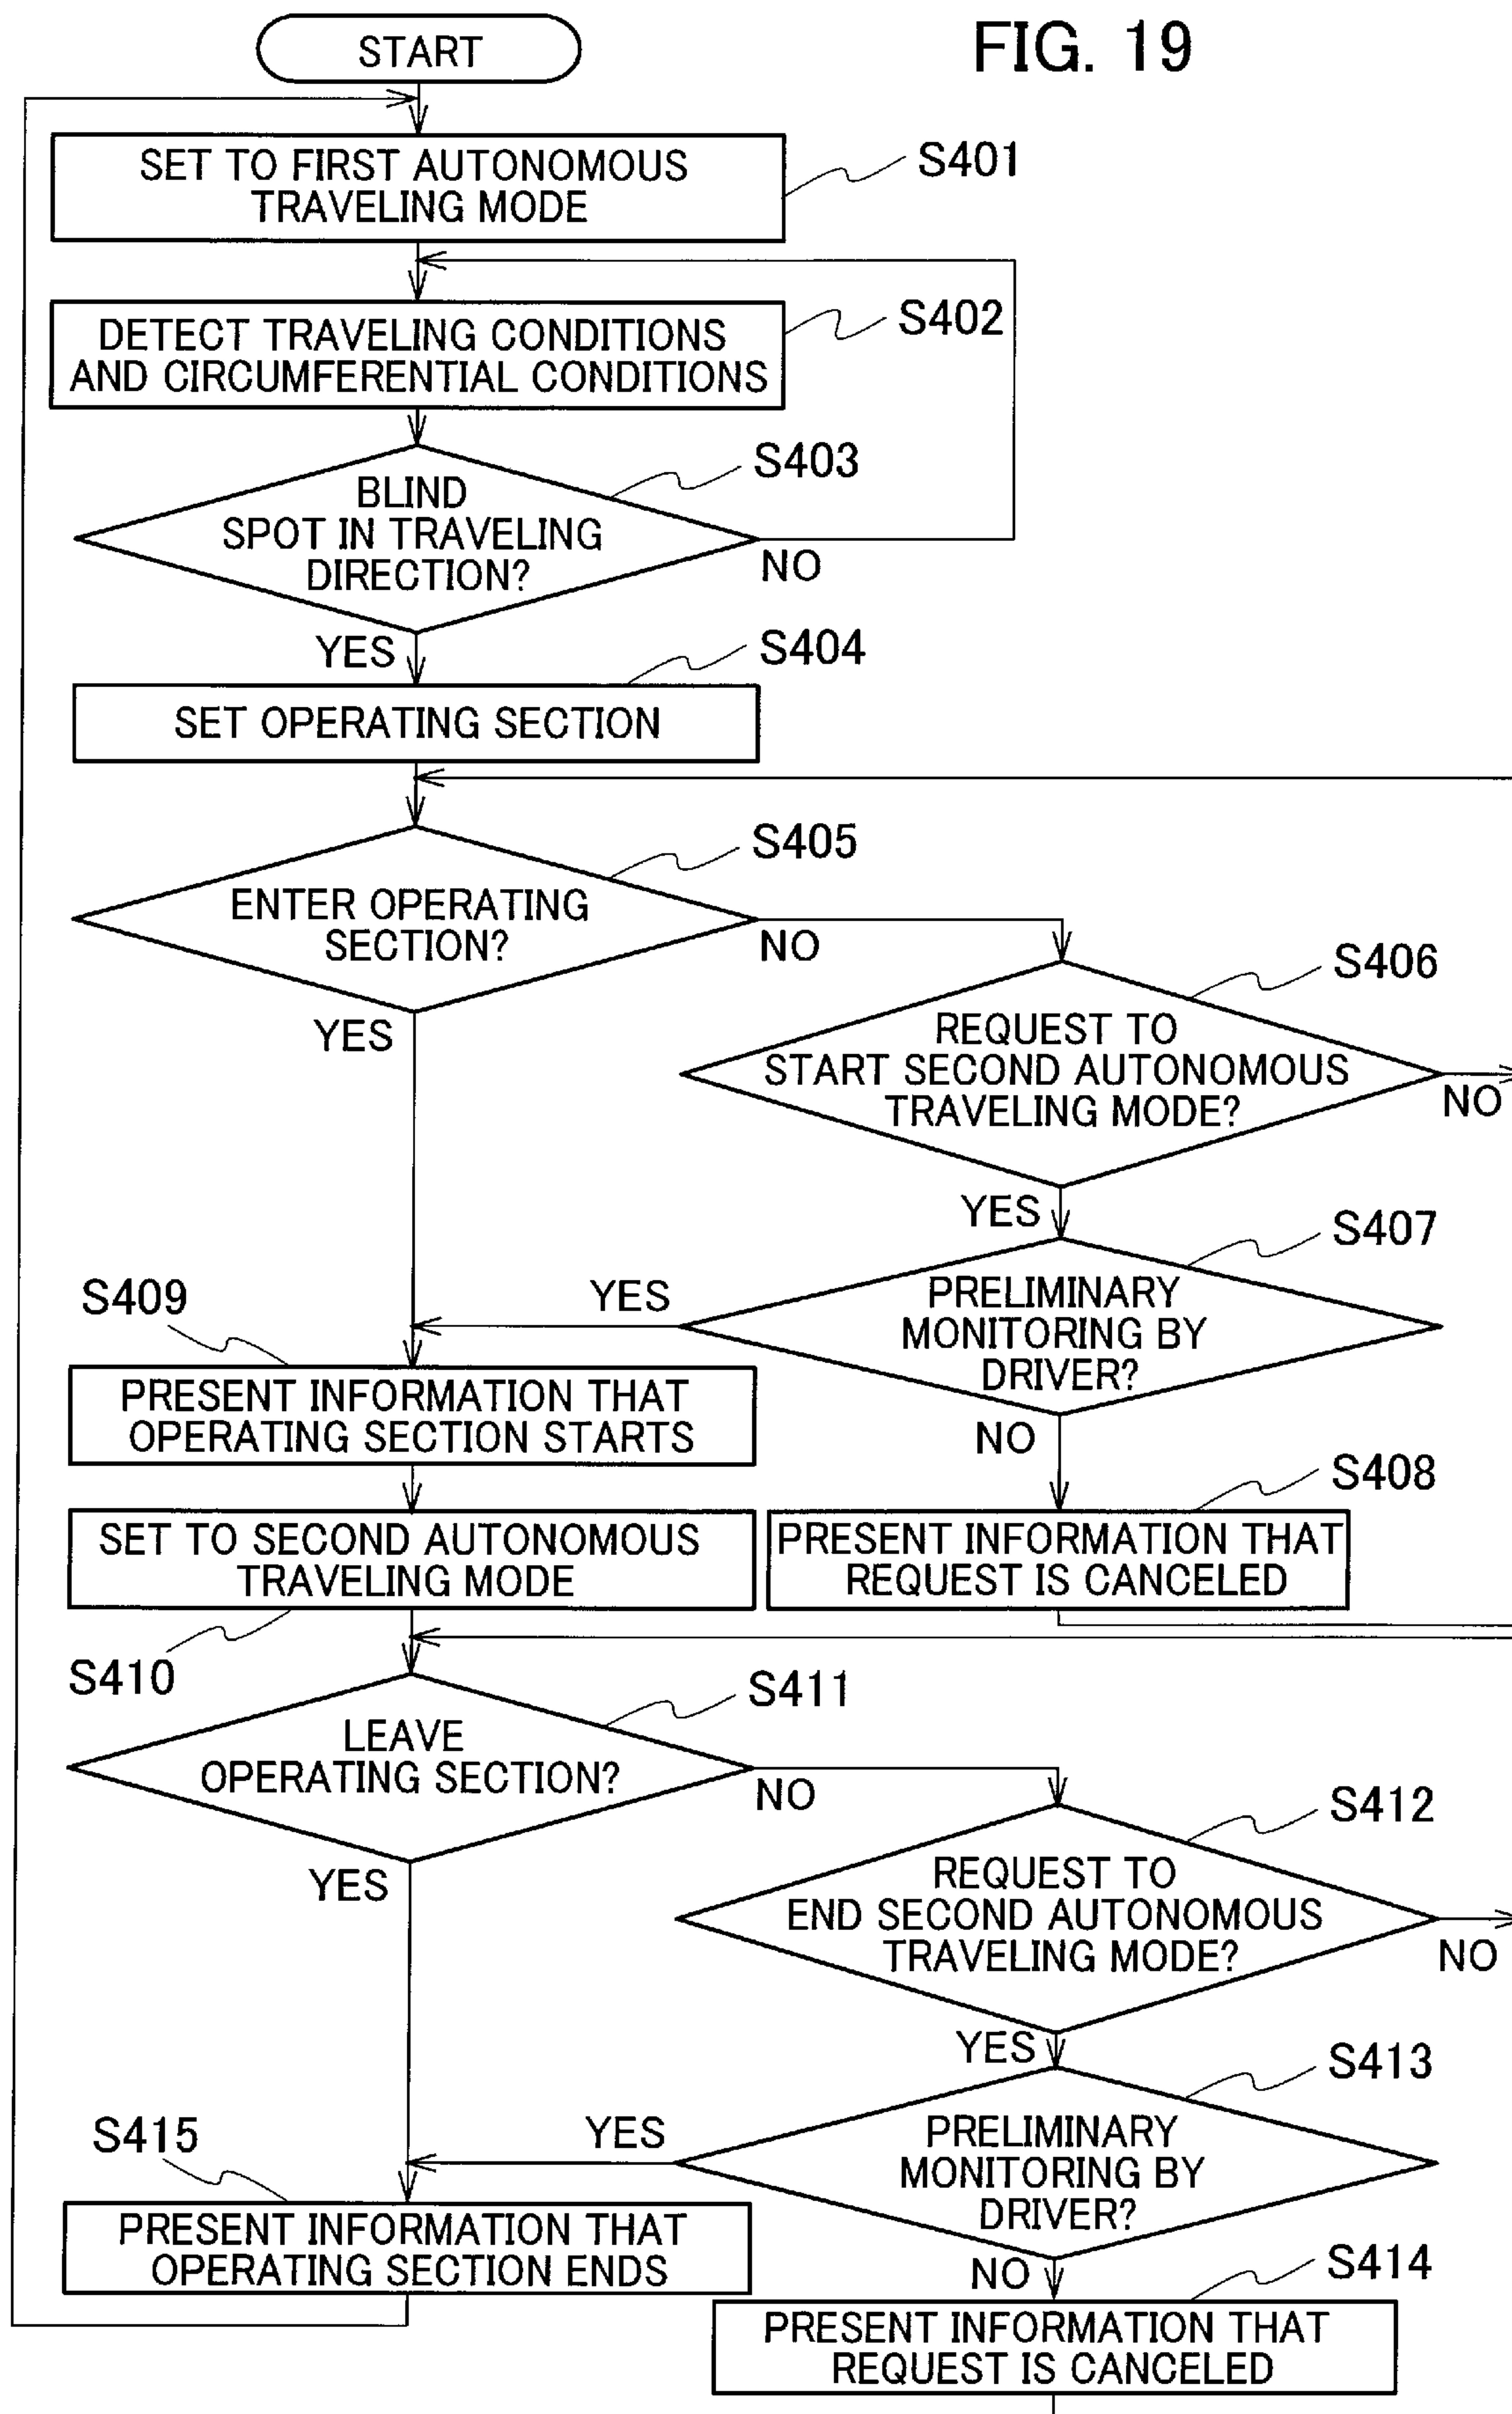 FIG. 19
START
SET TO FIRST AUTONOMOUS
TRAVELING MODE
S401
DETECT TRAVELING CONDITIONS
AND CIRCUMFERENTIAL CONDITIONS
S402
BLIND
SPOT IN TRAVELING
DIRECTION?
S403
NO
YES
S404
SET OPERATING SECTION
S405
ENTER OPERATING
SECTION?
NO
YES
S406
REQUEST TO
START SECOND AUTONOMOUS
TRAVELING MODE?
NO
YES
S407
PRELIMINARY
MONITORING BY
DRIVER?
YES
NO
S409
PRESENT INFORMATION THAT
OPERATING SECTION STARTS
S408
PRESENT INFORMATION THAT
REQUEST IS CANCELED
SET TO SECOND AUTONOMOUS
TRAVELING MODE
S410
S411
LEAVE
OPERATING SECTION?
NO
YES
S412
REQUEST TO
END SECOND AUTONOMOUS
TRAVELING MODE?
NO
YES
S413
PRELIMINARY
MONITORING BY
DRIVER?
YES
NO
S415
PRESENT INFORMATION THAT
OPERATING SECTION ENDS
S414
PRESENT INFORMATION THAT
REQUEST IS CANCELED